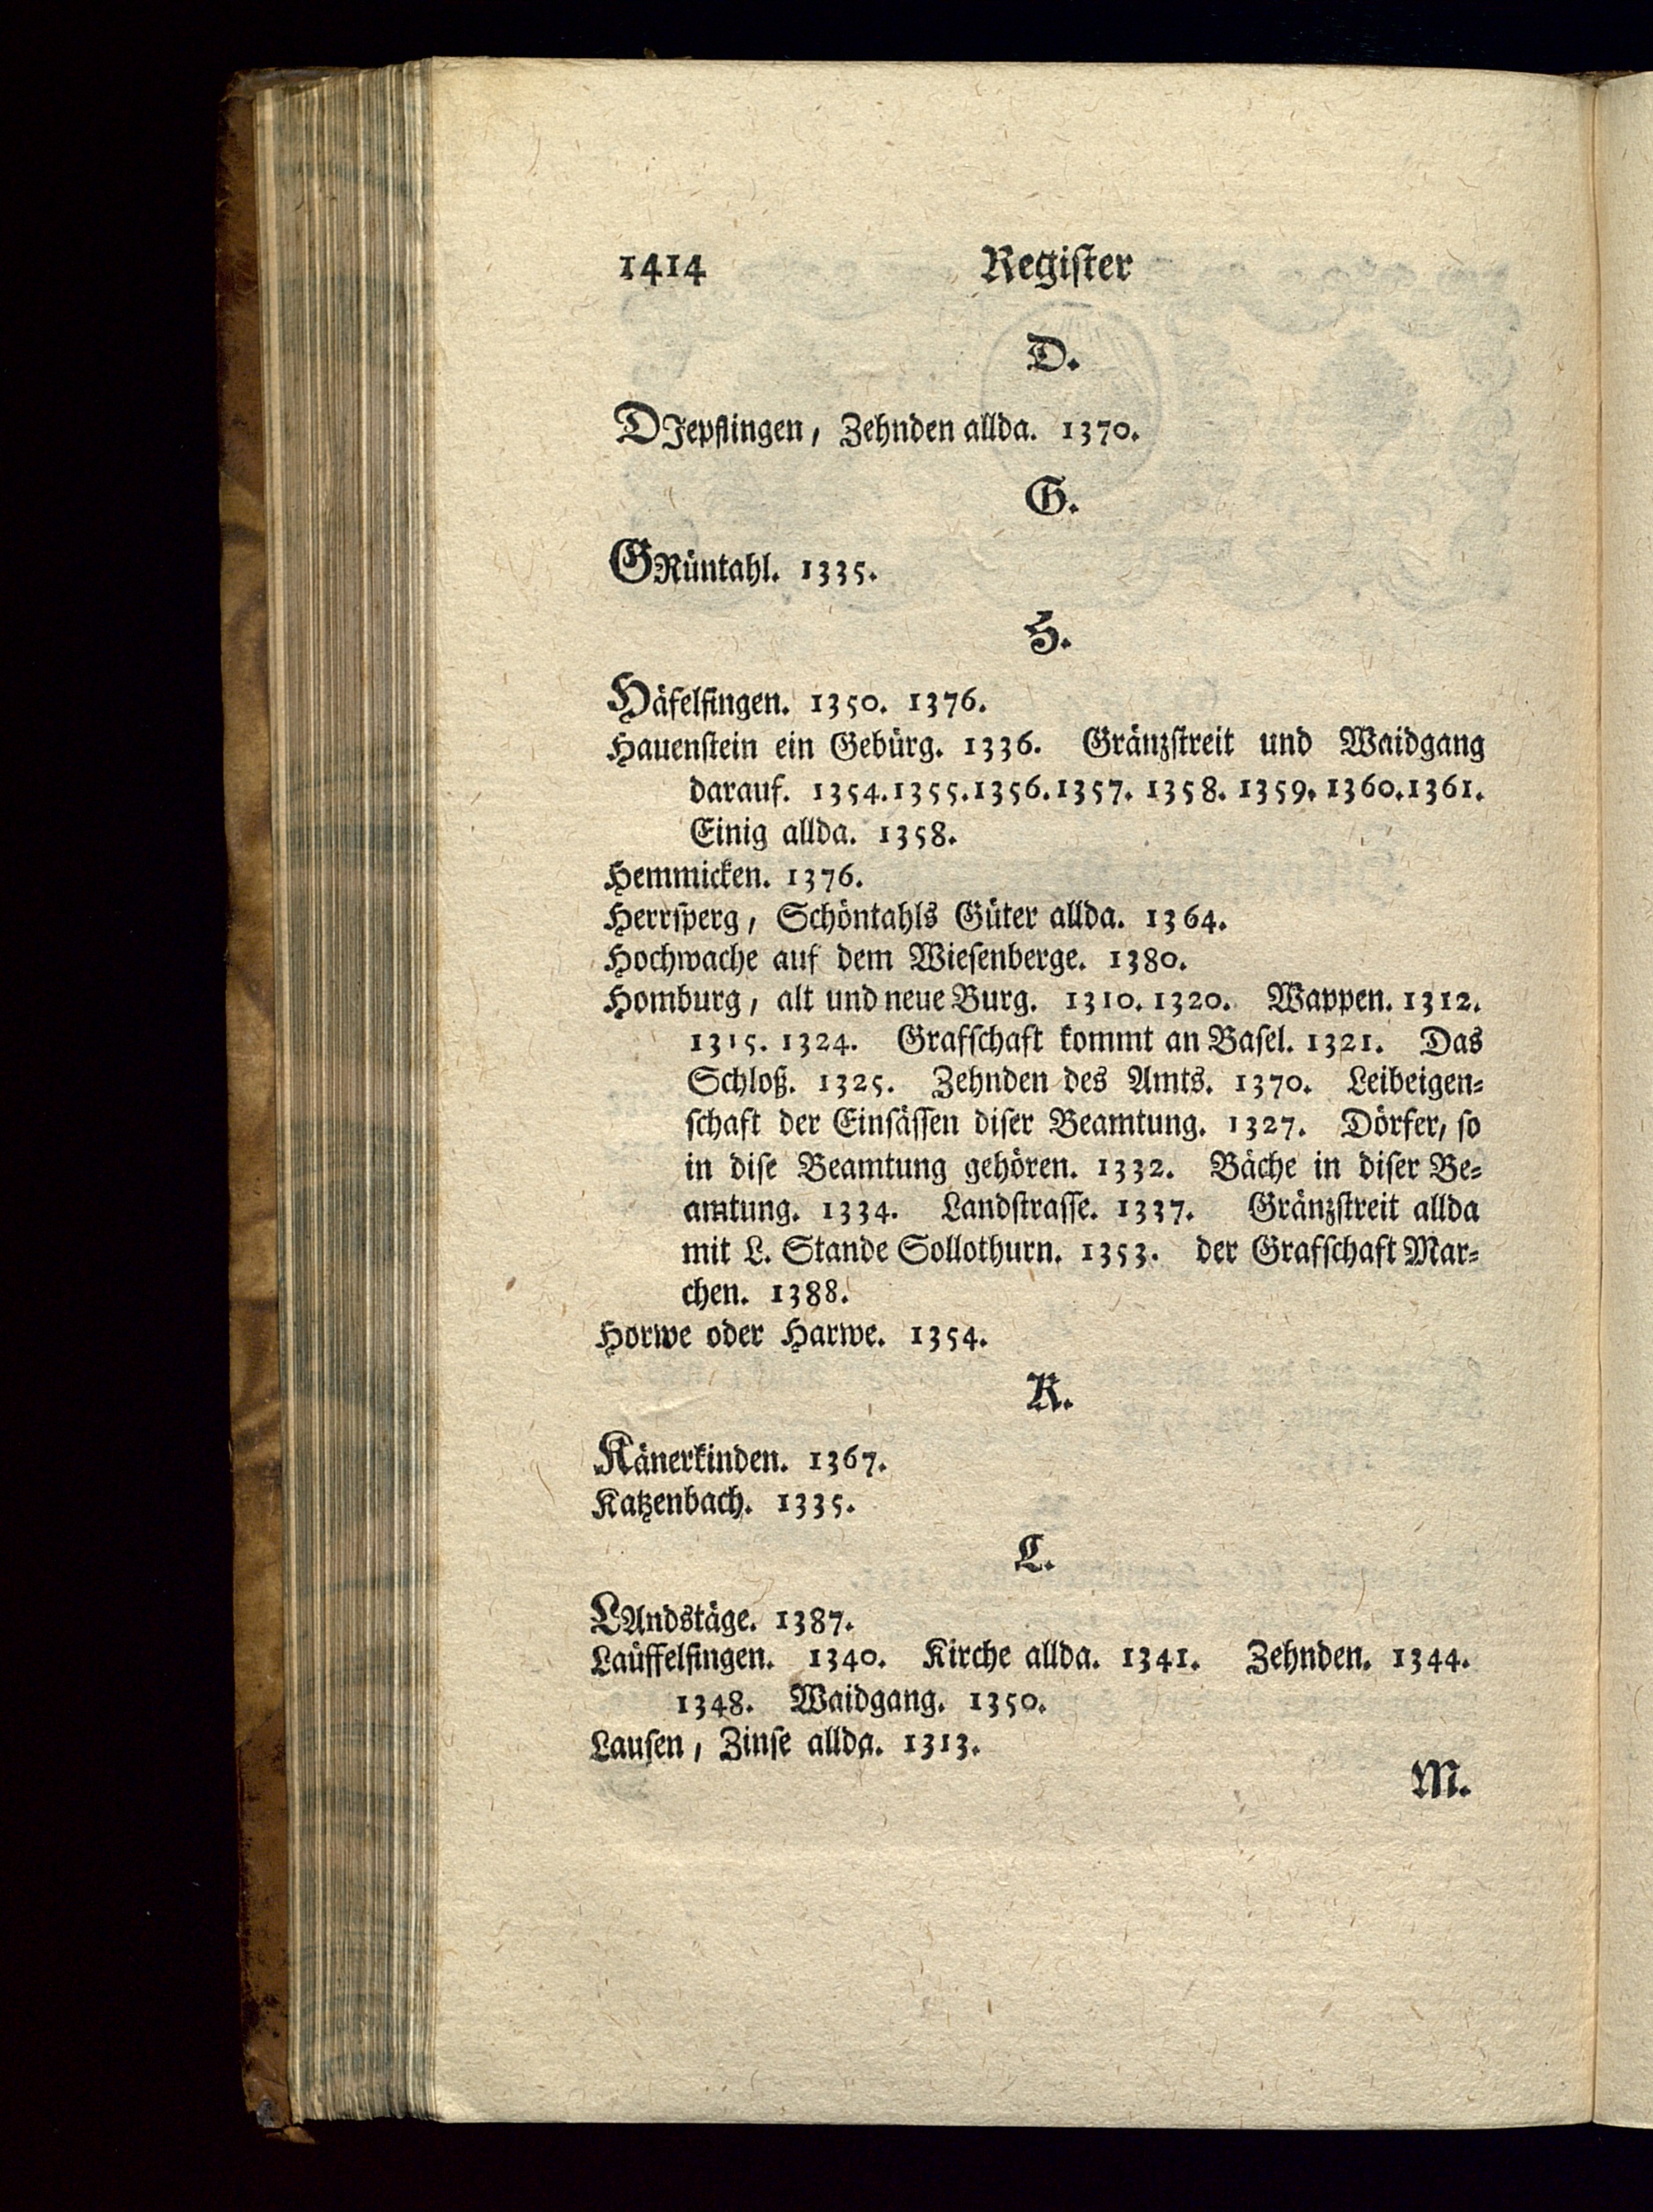 1414 Register
D.
DJepflingen, Zehnden allda. 1370.
G.
GRüntahl. 1335.
H.
Häfelfingen. 1350. 1376.
Hauenſtein ein Gebürg. 1336. Gränzſtreit und Waidgang
darauf. 1354.1355.1356.1357. 1358. 1359. 1360.1361.
Einig allda. 1358.
Hemmicken. 1376.
Herrſperg, Schöntahls Güter allda. 1364.
Hochwache auf dem Wieſenberge. 1380.
Homburg, alt und neue Burg. 1310. 1320. Wappen. 1312.
1315. 1324. Grafſchaft kommt an Baſel. 1321. Das
Schloß. 1325. Zehnden des Amts. 1370. Leibeigen=
ſchaft der Einſäſſen diſer Beamtung. 1327. Dörfer, ſo
in diſe Beamtung gehören. 1332. Bäche in diſer Be=
amtung. 1334. Landſtraſſe. 1337. Gränzſtreit allda
mit L. Stande Sollothurn. 1353. der Grafſchaft Mar=
chen. 1388.
Horwe oder Harwe. 1354.
K.
Känerkinden. 1367.
Katzenbach. 1335.
L.
LAndstäge. 1387.
Laüffelfingen. 1340. Kirche allda. 1341. Zehnden. 1344.
1348. Waidgang. 1350.
Lauſen, Zinſe allda. 1313.
M.